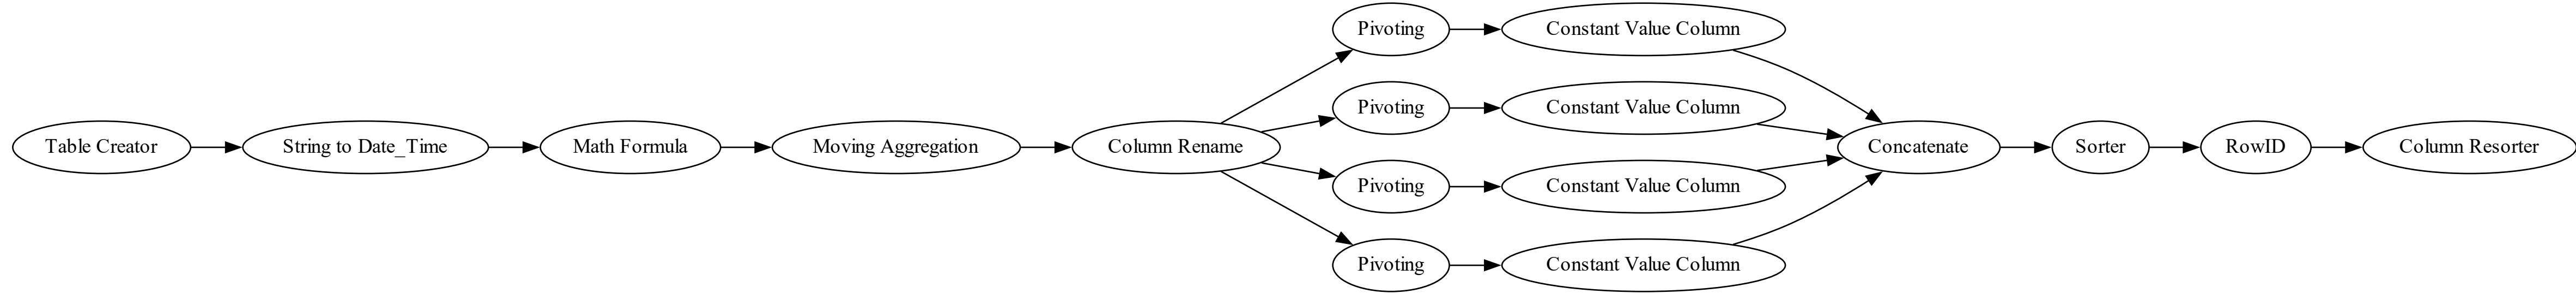 Table Creator
String to Date_Time
Math Formula
Moving Aggregation
Column Rename
Pivoting
Constant Value Column
Pivoting
Constant Value Column
Pivoting
Constant Value Column
Pivoting
Constant Value Column
Concatenate
Sorter
RowID
Column Resorter